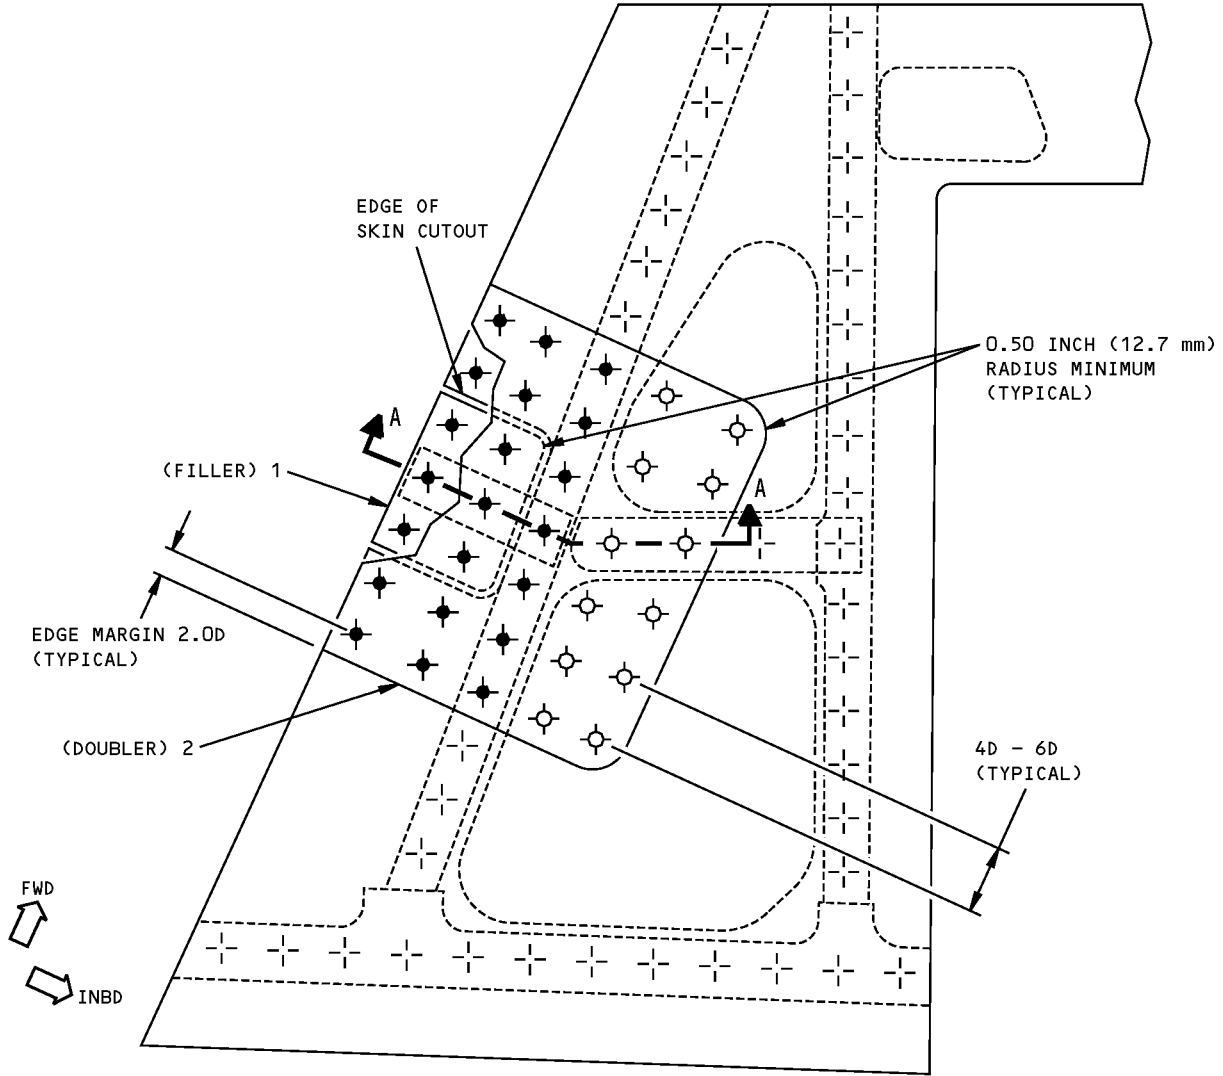 EDGE OF
SKIN CUTOUT
0.50 INCH (12.7 mm)
RADIUS MINIMUM
(TYPICAL)
A
(FILLER) 1
A
EDGE MARGIN 2.0D
(TYPICAL)
(DOUBLER) 2
4D - 6D
(TYPICAL)
FWD
INBD